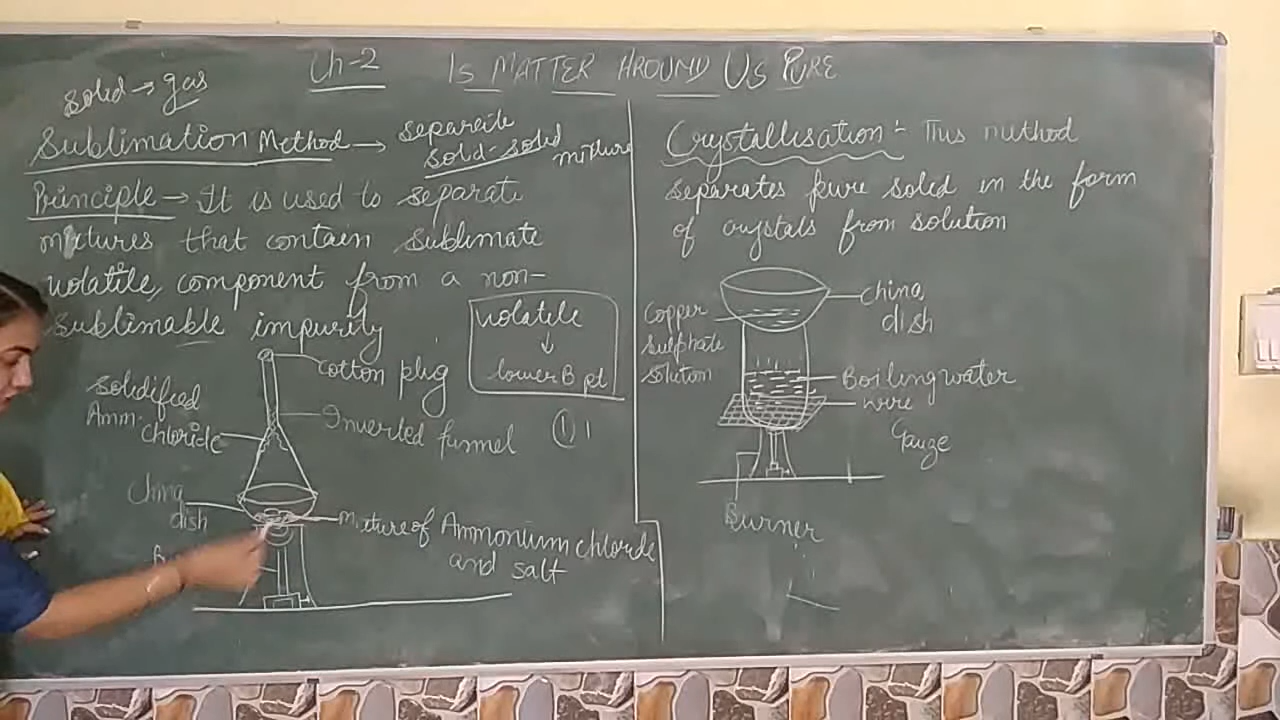 Ch-2 IS MATTER AROUND US PURE
solid → gas
Sublimation Method → separate
solid-solid
mixture
Principle → It is used to separate
mixtures that contain sublimate
volatile, component from a non-
sublimable impurity
volatile
↓
lower B pt
cotton plug
solidified
Amm.
chloride
Inverted funnel
China
dish
Mixture of Ammonium chloride
and salt
Crystallisation :- This method
separates pure solid in the form
of crystals from solution
China
dish
Copper
sulphate
solution
Boiling water
wire
Gauze
Burner